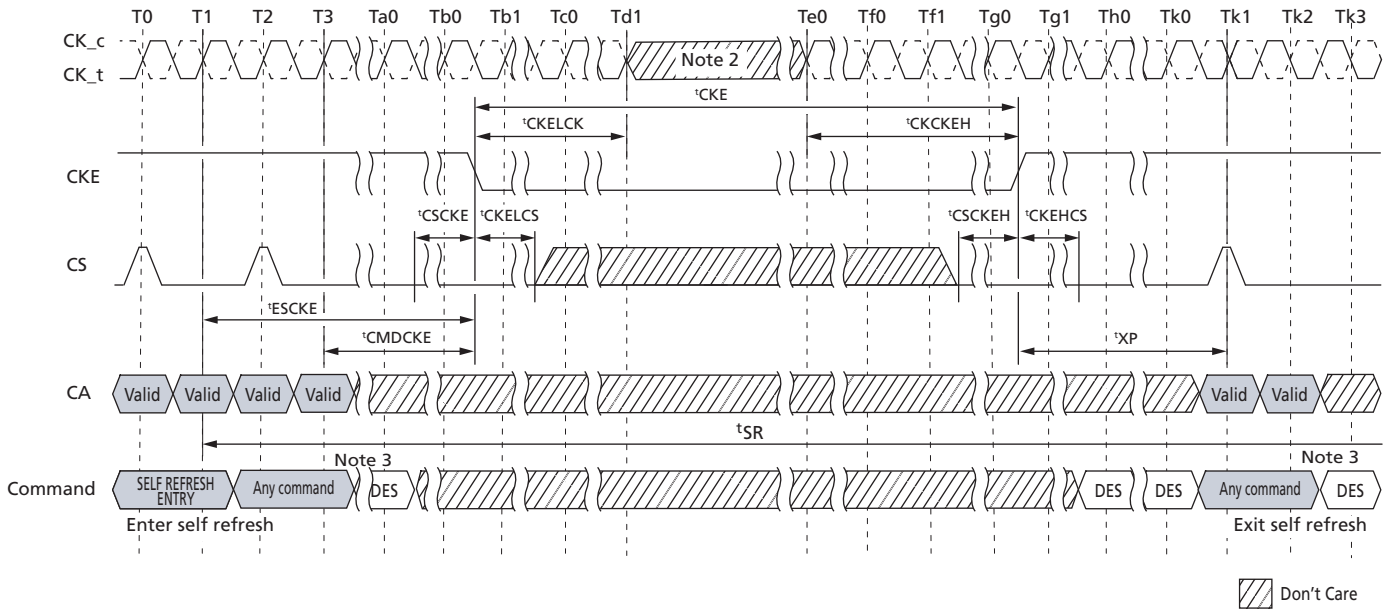 T0 T1 T2 T3 Ta0 Tb0 Tb1 Tc0 Td1 Te0 Tf0 Tf1 Tg0 Tg1 Th0 Tk0 Tk1 Tk2 Tk3
CK_c
CK_t
Note 2
tCKE
tCKELCK tCKCKEH
CKE
tCSCKE tCKELCS tCSCKEH tCKEHCS
CS
tESCKE
tCMDCKE tXP
CA Valid Valid Valid Valid Valid Valid
tSR
Note 3 Note 3
Command SELF REFRESH ENTRY Any command DES DES DES Any command DES
Enter self refresh Exit self refresh
Don't Care